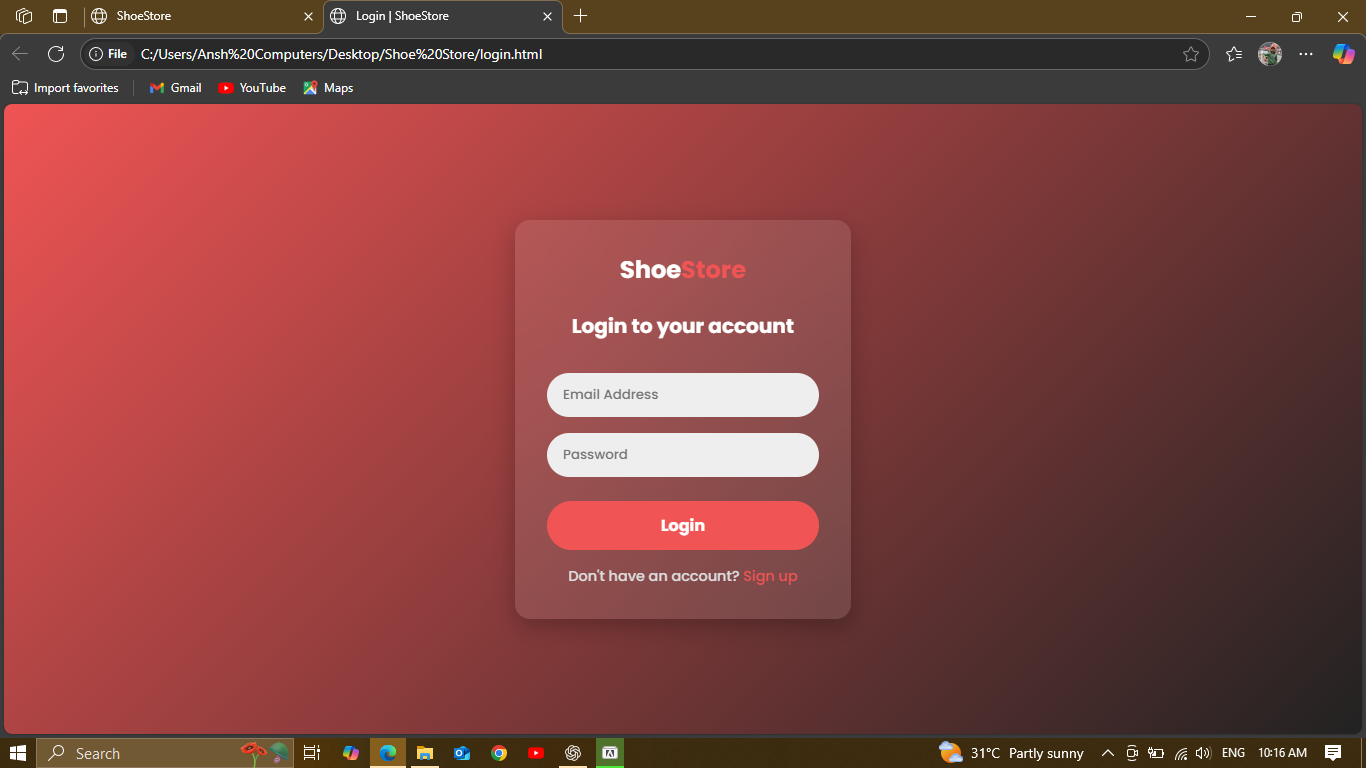 ShoeStore
Login | ShoeStore
File C:/Users/Ansh%20Computers/Desktop/Shoe%20Store/login.html
Import favorites Gmail YouTube Maps
ShoeStore
Login to your account
Email Address
Password
Login
Don't have an account? Sign up
Search 31°C Partly sunny ENG 10:16 AM